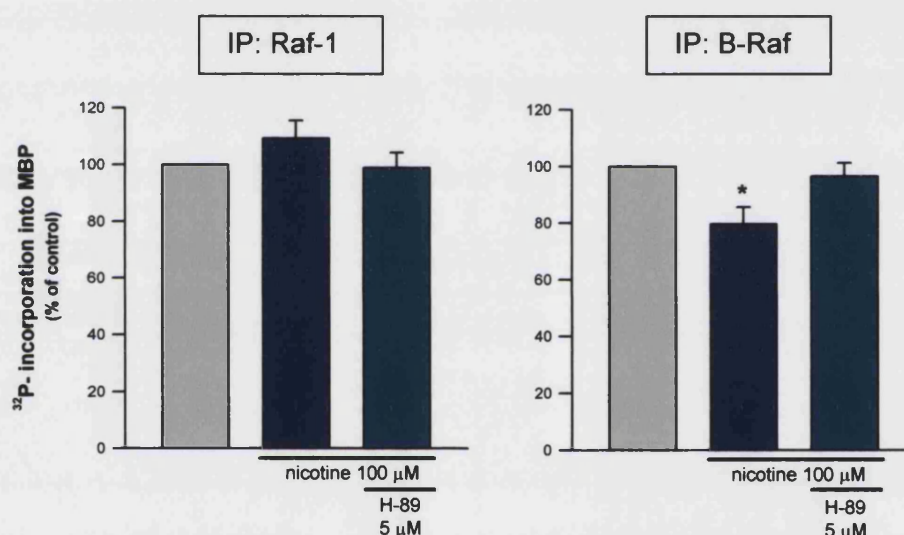 IP: Raf-1
IP: B-Raf
³²P- incorporation into MBP
(% of control)
120
100
80
60
40
20
0
nicotine 100 μM
H-89
5 μM
120
100
80
60
40
20
0
*
nicotine 100 μM
H-89
5 μM